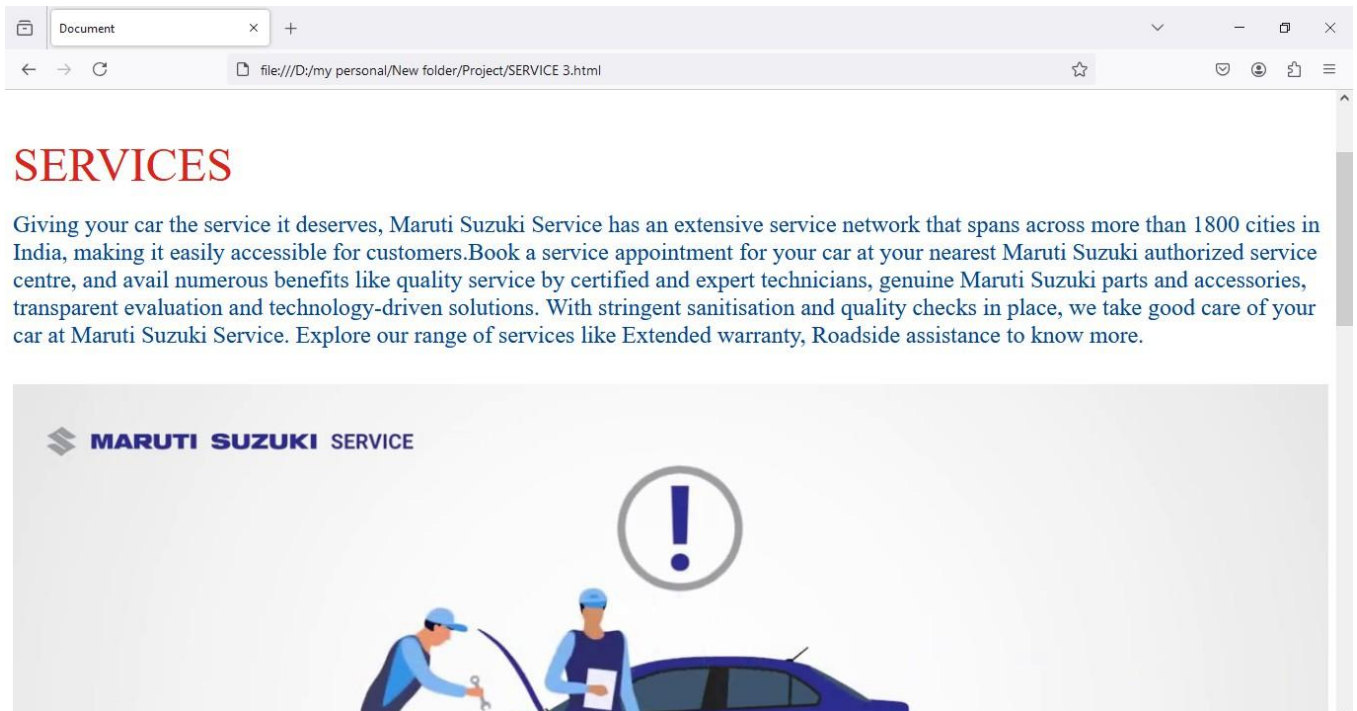 Document
file:///D:/my personal/New folder/Project/SERVICE 3.html
SERVICES
Giving your car the service it deserves, Maruti Suzuki Service has an extensive service network that spans across more than 1800 cities in
India, making it easily accessible for customers.Book a service appointment for your car at your nearest Maruti Suzuki authorized service
centre, and avail numerous benefits like quality service by certified and expert technicians, genuine Maruti Suzuki parts and accessories,
transparent evaluation and technology-driven solutions. With stringent sanitisation and quality checks in place, we take good care of your
car at Maruti Suzuki Service. Explore our range of services like Extended warranty, Roadside assistance to know more.
MARUTI SUZUKI SERVICE
!